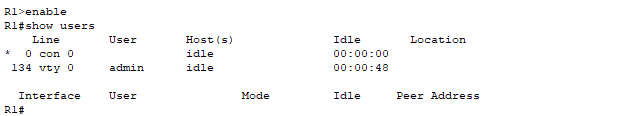 R1>enable
R1#show users
    Line       User       Host(s)              Idle       Location
*  0 con 0                idle                 00:00:00
 134 vty 0     admin      idle                 00:00:48

  Interface    User               Mode         Idle     Peer Address
R1#